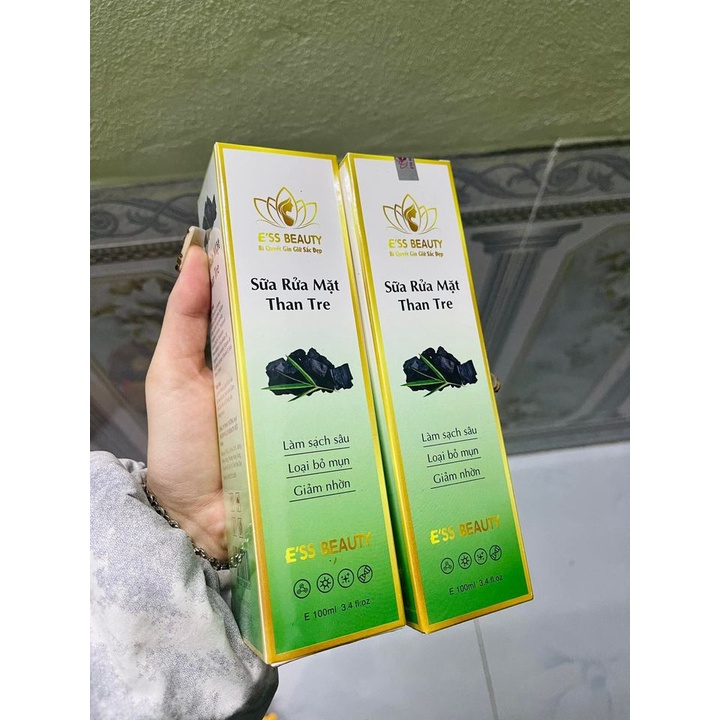 E'SS BEAUTY
Bí Quyết Gìn Giữ Sắc Đẹp
Sữa Rửa Mặt
Than Tre
Làm sạch sâu
Loại bỏ mụn
Giảm nhờn
E'SS BEAUTY
E 100ml 3.4 fl.oz
E'SS BEAUTY
Bí Quyết Gìn Giữ Sắc Đẹp
Sữa Rửa Mặt
Than Tre
Làm sạch sâu
Loại bỏ mụn
Giảm nhờn
E'SS BEAUTY
E 100ml 3.4 fl.oz